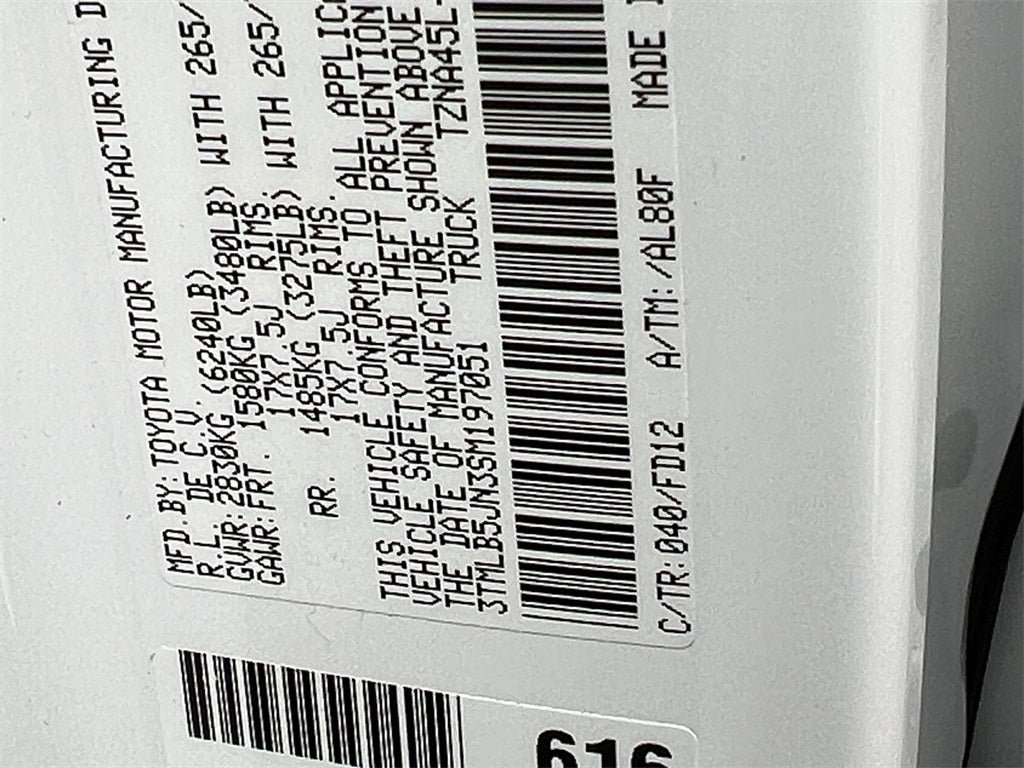 MFD.BY:TOYOTA MOTOR MANUFACTURING D
R.L. DE C.V.
GVWR:2830KG(6240LB)
GAWR:FRT. 1580KG(3480LB) WITH 265/
17X7.5J RIMS.
RR. 1485KG(3275LB) WITH 265/
17X7.5J RIMS.
THIS VEHICLE CONFORMS TO ALL APPLIC
VEHICLE SAFETY AND THEFT PREVENTION
THE DATE OF MANUFACTURE SHOWN ABOVE
3TMLB5JN3SM197051 TRUCK TZNA45L-
C/TR:040/FD12 A/TM:/AL80F MADE I
616